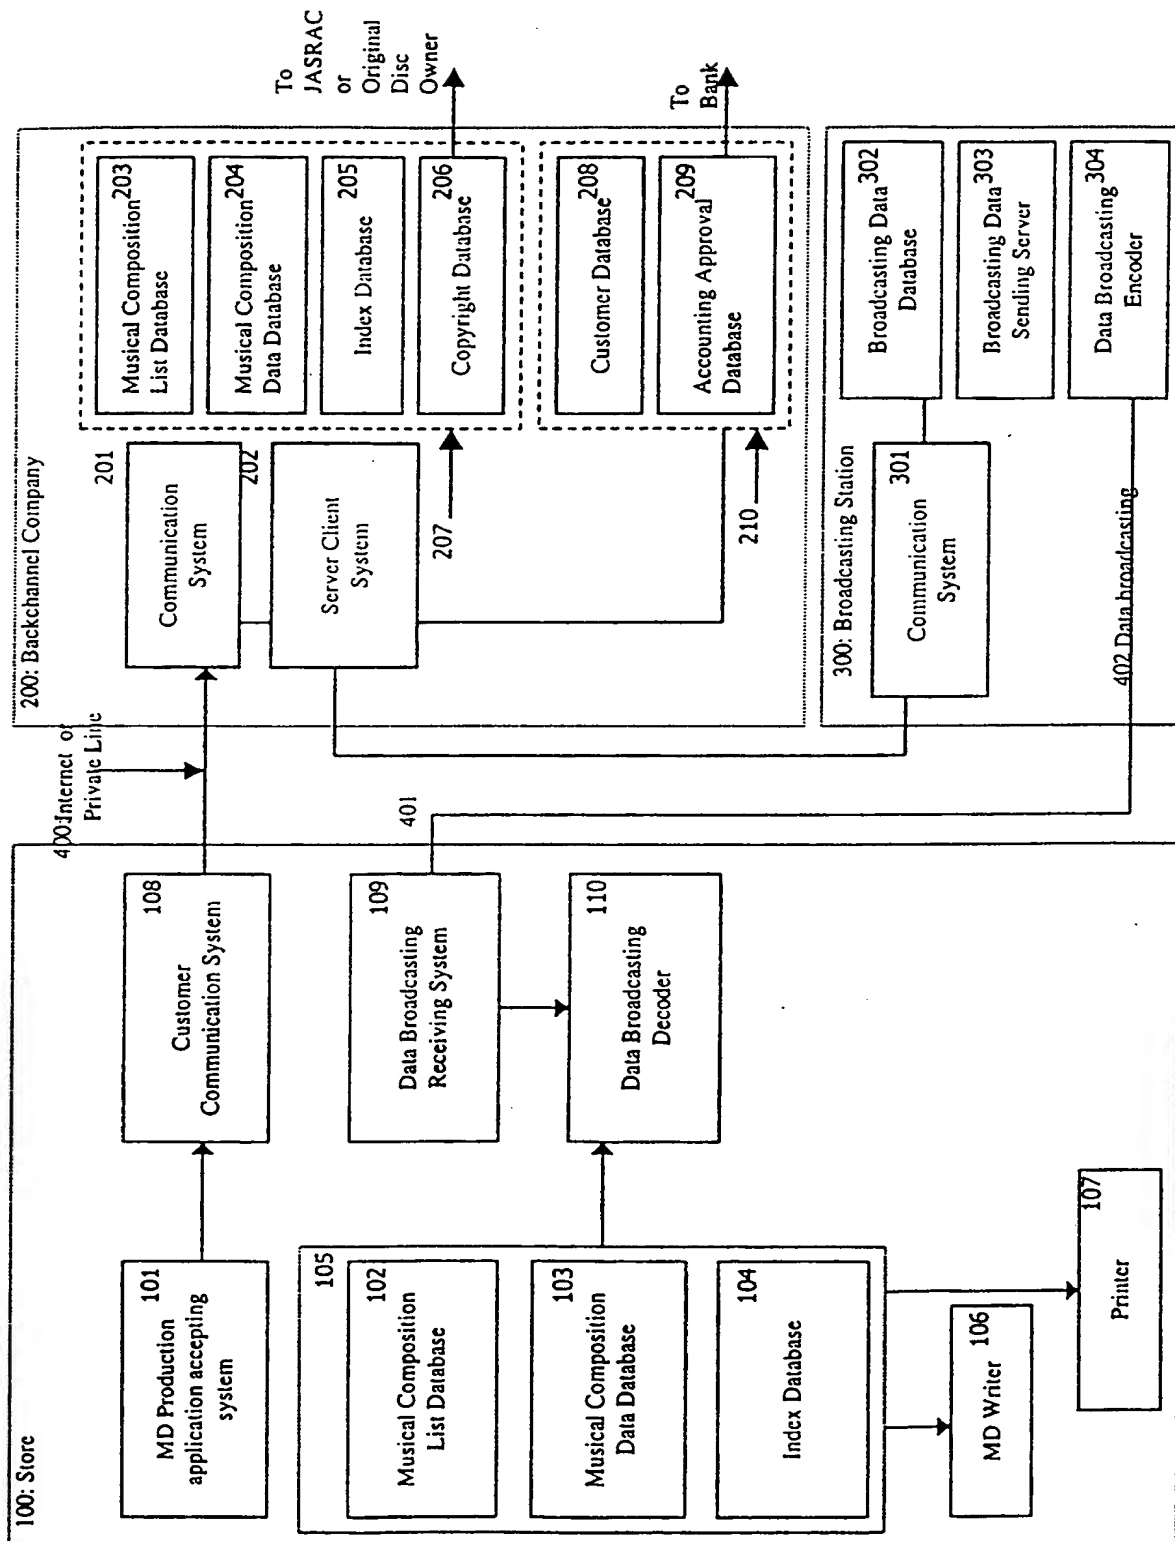 100: Store
101
MD Production
application accepting
system
105
102
Musical Composition
List Database
103
Musical Composition
Data Database
104
Index Database
106
MD Writer
107
Printer
108
Customer
Communication System
109
Data Broadcasting
Receiving System
110
Data Broadcasting
Decoder
400:Internet or
Private Line
401
402 Data broadcasting
200: Backchannel Company
201
Communication
System
202
Server Client
System
203
Musical Composition
List Database
204
Musical Composition
Data Database
205
Index Database
206
Copyright Database
207
208
Customer Database
209
Accounting Approval
Database
210
To
JASRAC
or
Original
Disc
Owner
To
Bank
300: Broadcasting Station
301
Communication
System
302
Broadcasting Data
Database
303
Broadcasting Data
Sending Server
304
Data Broadcasting
Encoder